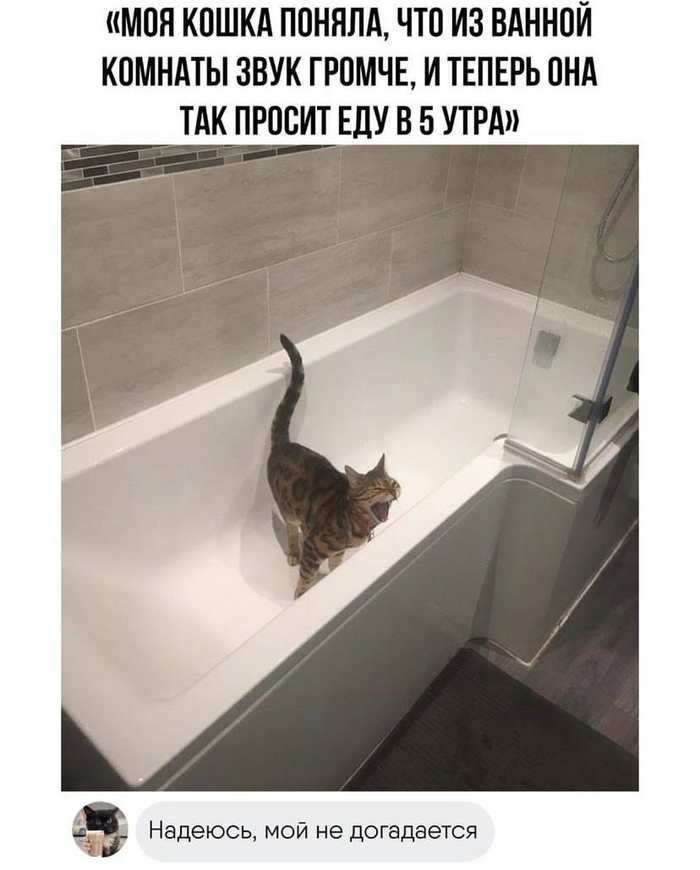 «МОЯ КОШКА ПОНЯЛА, ЧТО ИЗ ВАННОЙ
КОМНАТЫ ЗВУК ГРОМЧЕ, И ТЕПЕРЬ ОНА
ТАК ПРОСИТ ЕДУ В 5 УТРА»
Надеюсь, мой не догадается